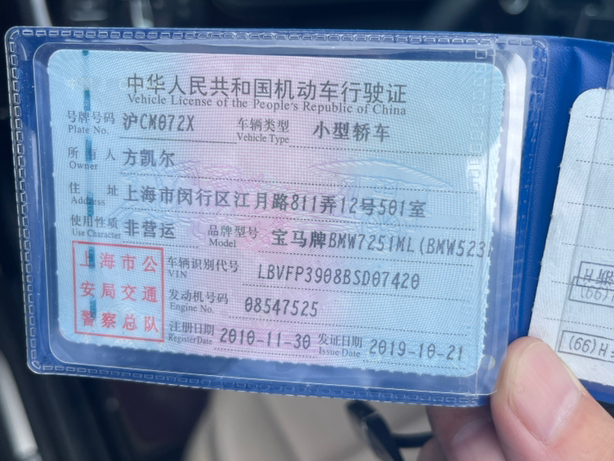 中华人民共和国机动车行驶证
Vehicle License of the People's Republic of China
号牌号码 沪CM072X 车辆类型 小型轿车
Plate No. Vehicle Type
所有人 方凯尔
Owner
住址 上海市闵行区江月路811弄12号501室
Address
使用性质 非营运 品牌型号 宝马牌BMW7251ML(BMW523
Use Character Model
上海市公 车辆识别代号 LBVFP3908BSD07420
VIN
安局交通 发动机号码 08547525
Engine No.
警察总队 注册日期 2010-11-30 发证日期 2019-10-21
Register Date Issue Date
(66)H